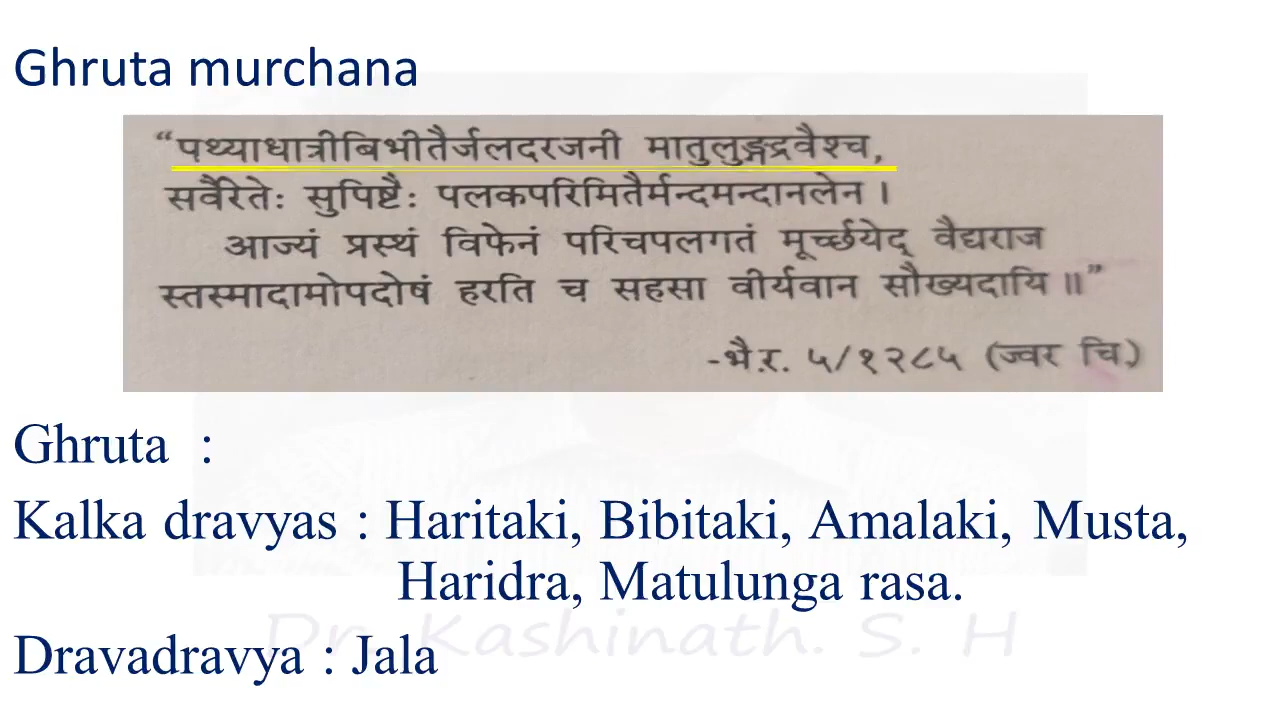 Ghruta murchana
“पथ्याधात्रीबिभीतैर्जलदरजनी मातुलुङ्गद्रवैश्च,
सर्वैरेतेः सुपिष्टैः पलकपरिमितैर्मन्दमन्दानलेन ।
आज्यं प्रस्थं विफेनं परिचपलगतं मूर्च्छयेद् वैद्यराज
स्तस्मादामोपदोषं हरति च सहसा वीर्यवान सौख्यदायि ॥”
-भै.र. ५/१२८५ (ज्वर चि.)
Ghruta :
Kalka dravyas : Haritaki, Bibitaki, Amalaki, Musta,
Haridra, Matulunga rasa.
Dr. Kashinath. S. H
Dravadravya : Jala